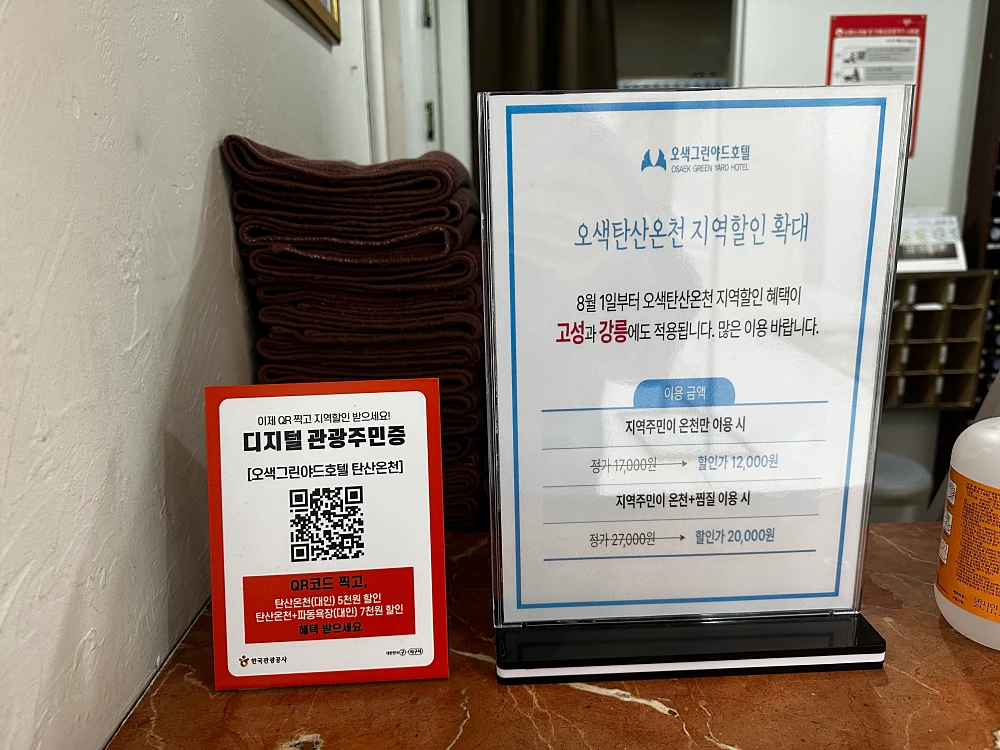 이제 QR 찍고 지역할인 받으세요!
디지털 관광주민증
[오색그린야드호텔 탄산온천]
QR코드 찍고,
탄산온천(대인) 5천원 할인
탄산온천+파동욕장(대인) 7천원 할인
혜택 받으세요
한국관광공사
오색그린야드호텔
OSAEK GREEN YARD HOTEL
오색탄산온천 지역할인 확대
8월 1일부터 오색탄산온천 지역할인 혜택이
고성과 강릉에도 적용됩니다. 많은 이용 바랍니다.
이용 금액
지역주민이 온천만 이용 시
정가 17,000원 → 할인가 12,000원
지역주민이 온천+찜질 이용 시
정가 27,000원 → 할인가 20,000원